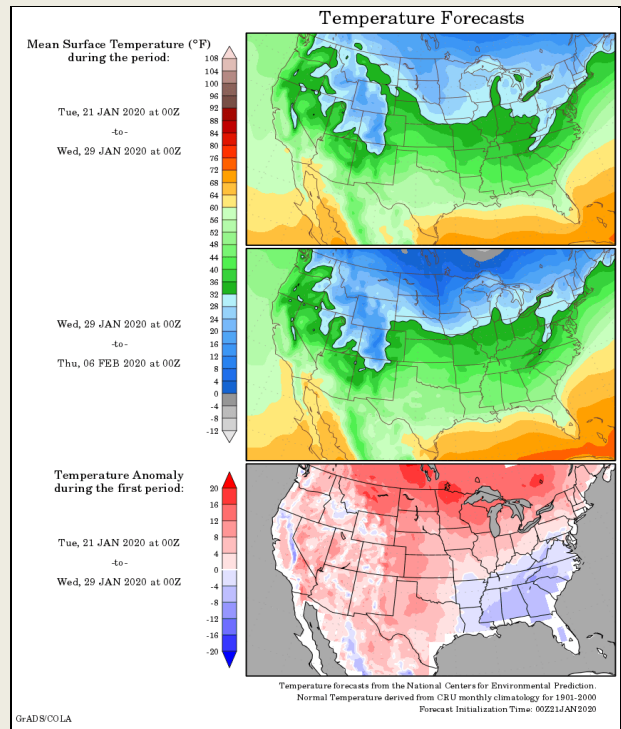 Temperature Forecasts
Mean Surface Temperature (°F)
during the period:
Tue, 21 JAN 2020 at 00Z
-to-
Wed, 29 JAN 2020 at 00Z
Wed, 29 JAN 2020 at 00Z
-to-
Thu, 06 FEB 2020 at 00Z
108
104
100
96
92
88
84
80
76
72
68
64
60
56
52
48
44
40
36
32
28
24
20
16
12
8
4
0
-4
-8
-12
Temperature Anomaly
during the first period:
Tue, 21 JAN 2020 at 00Z
-to-
Wed, 29 JAN 2020 at 00Z
20
16
12
8
4
0
-4
-8
-12
-16
-20
Temperature forecasts from the National Centers for Environmental Prediction.
Normal Temperature derived from CRU monthly climatology for 1901-2000
Forecast Initialization Time: 00Z21JAN2020
GrADS/COLA